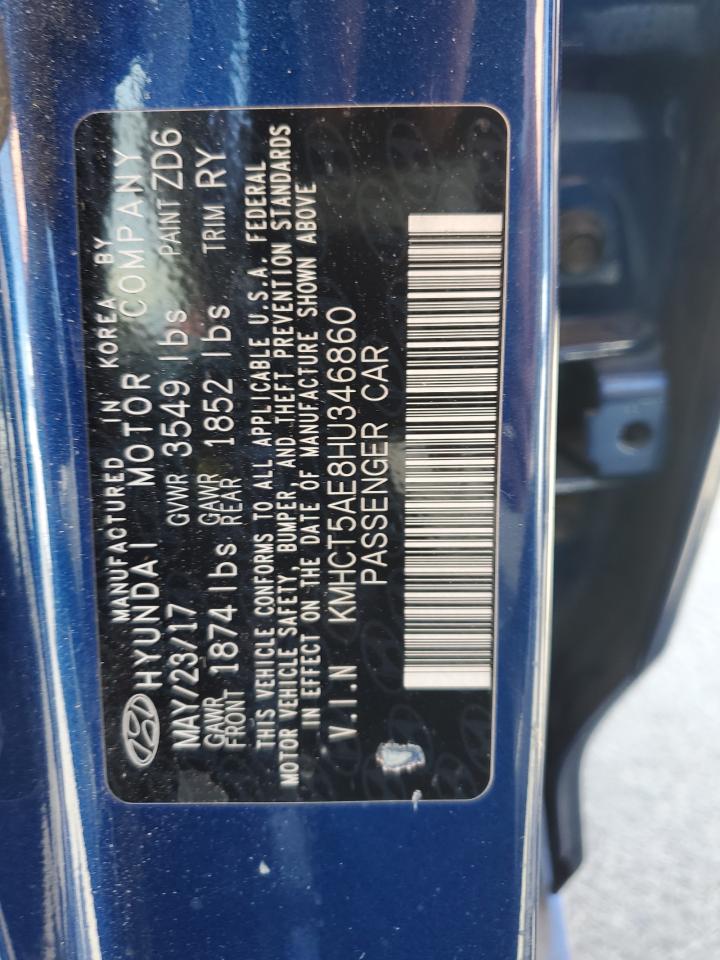 MANUFACTURED IN KOREA BY
HYUNDAI MOTOR COMPANY
MAY/23/17 GVWR 3549 lbs PAINT ZD6
GAWR FRONT 1874 lbs GAWR REAR 1852 lbs TRIM RY
THIS VEHICLE CONFORMS TO ALL APPLICABLE U.S.A. FEDERAL
MOTOR VEHICLE SAFETY, BUMPER, AND THEFT PREVENTION STANDARDS
IN EFFECT ON THE DATE OF MANUFACTURE SHOWN ABOVE
V.I.N KMHCT5AE8HU346860
PASSENGER CAR